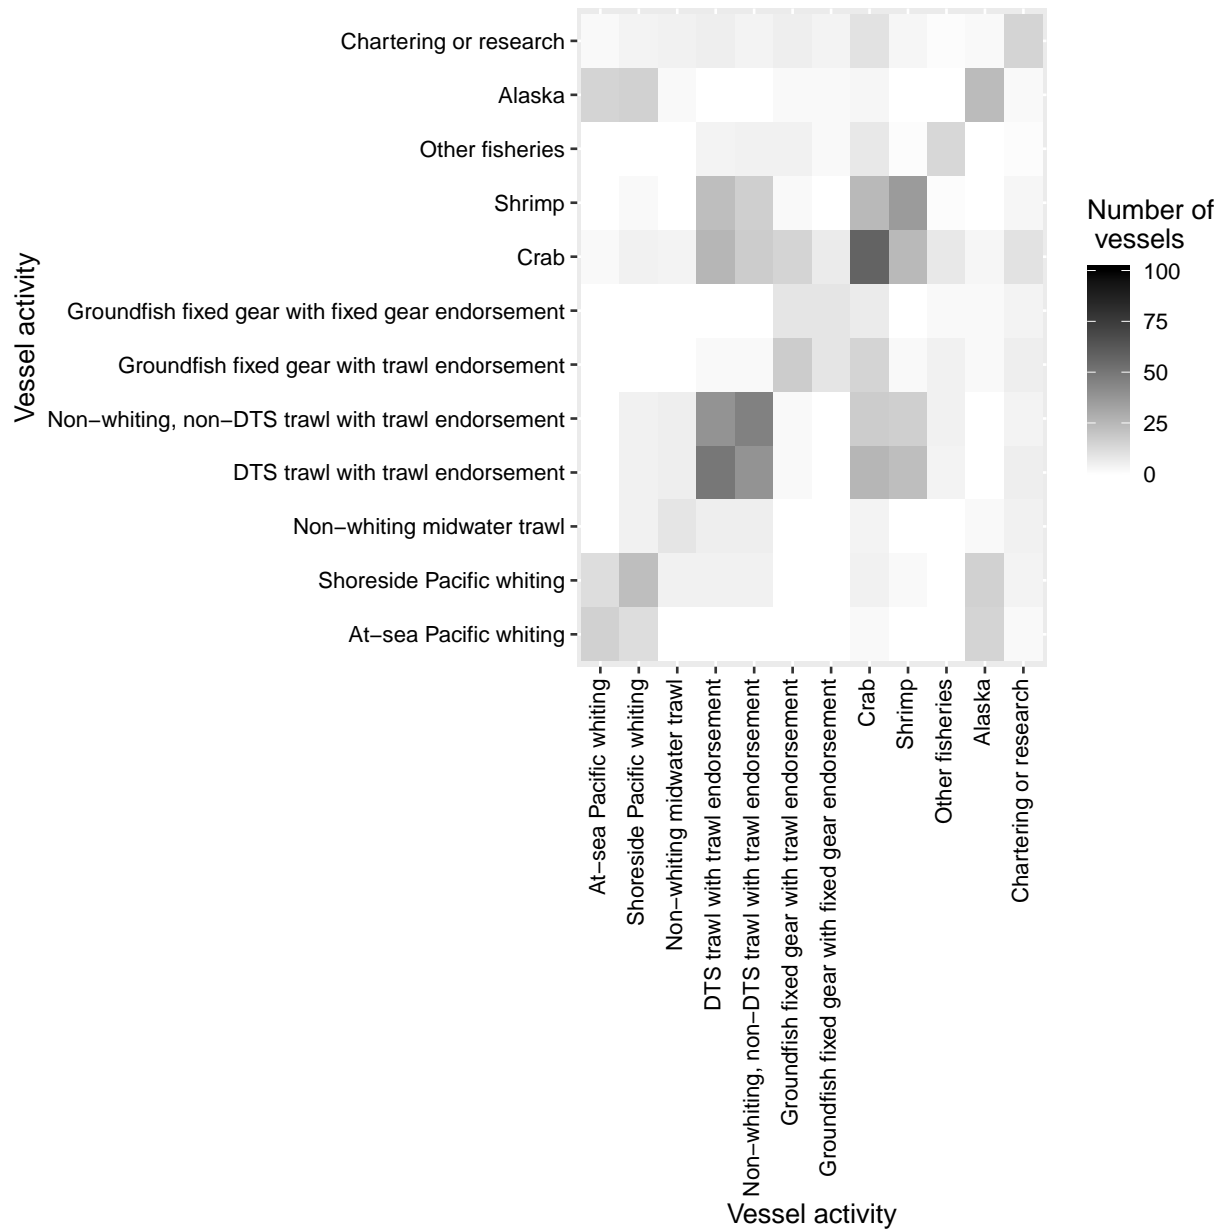 Chartering or research
Alaska
Other fisheries
Shrimp
Crab
Groundfish fixed gear with fixed gear endorsement
Groundfish fixed gear with trawl endorsement
Non−whiting, non−DTS trawl with trawl endorsement
DTS trawl with trawl endorsement
Non−whiting midwater trawl
Shoreside Pacific whiting
At−sea Pacific whiting
Vessel activity
At−sea Pacific whiting
Shoreside Pacific whiting
Non−whiting midwater trawl
DTS trawl with trawl endorsement
Non−whiting, non−DTS trawl with trawl endorsement
Groundfish fixed gear with trawl endorsement
Groundfish fixed gear with fixed gear endorsement
Crab
Shrimp
Other fisheries
Alaska
Chartering or research
Vessel activity
Number of
vessels
100
75
50
25
0